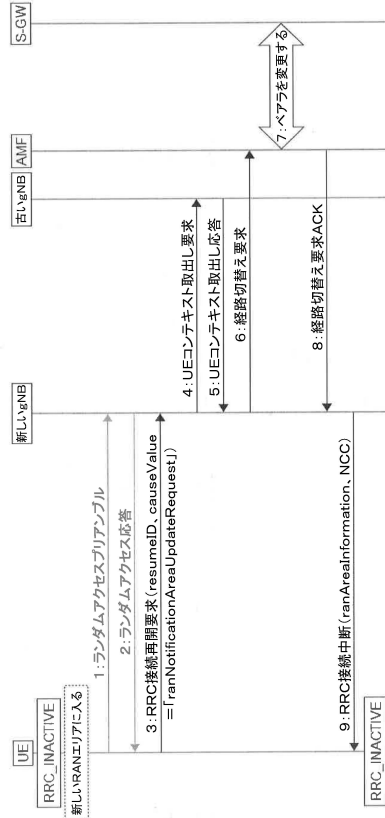 UE
新しいgNB
古いgNB
AMF
S-GW
RRC_INACTIVE
新しいRANエリアに入る
1:ランダムアクセスプリアンブル
2:ランダムアクセス応答
3:RRC接続再開要求(resumeID、causeValue
=「ranNotificationAreaUpdateRequest」)
4:UEコンテキスト取出し要求
5:UEコンテキスト取出し応答
6:経路切替え要求
7:ベアラを変更する
8:経路切替え要求ACK
9:RRC接続中断(ranAreaInformation、NCC)
RRC_INACTIVE